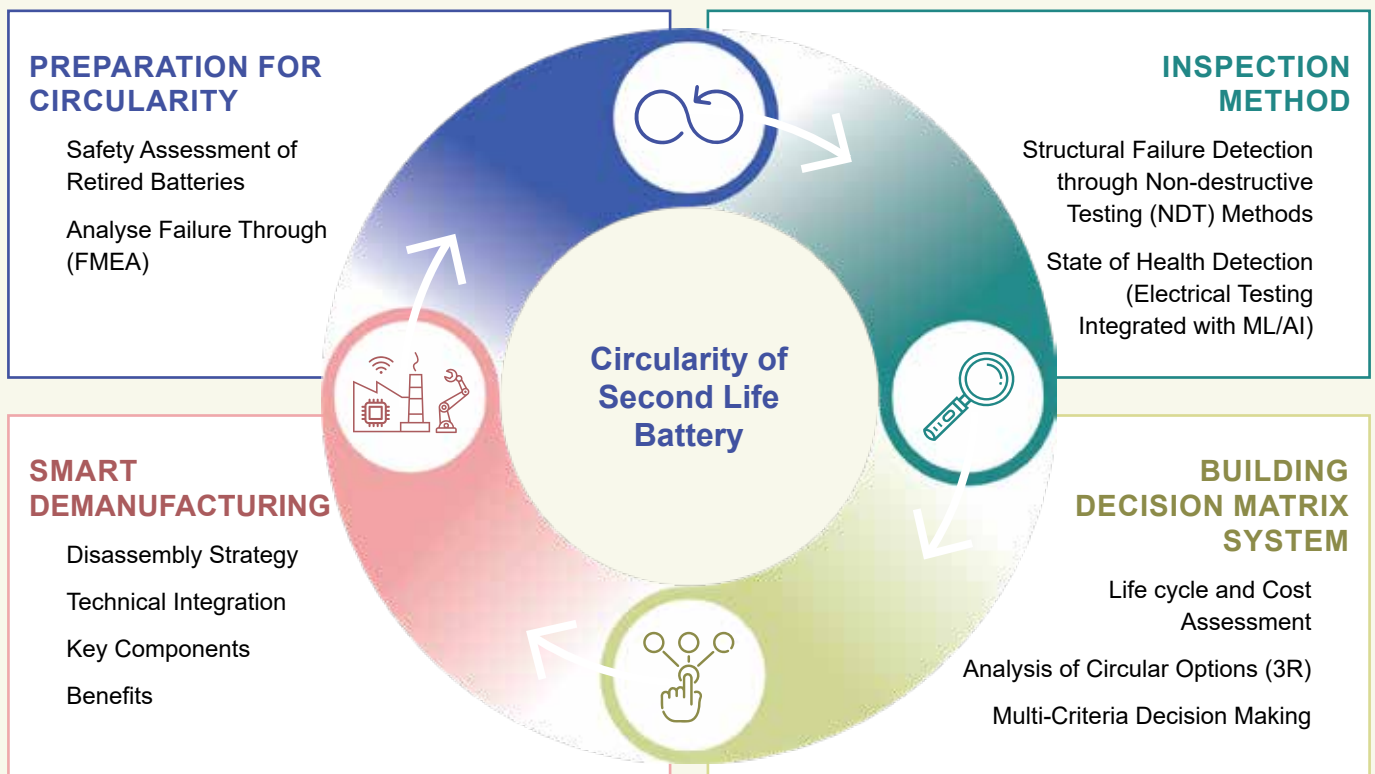 PREPARATION FOR
CIRCULARITY
Safety Assessment of
Retired Batteries
Analyse Failure Through
(FMEA)
INSPECTION
METHOD
Structural Failure Detection
through Non-destructive
Testing (NDT) Methods
State of Health Detection
(Electrical Testing
Integrated with ML/AI)
Circularity of
Second Life
Battery
SMART
DEMANUFACTURING
Disassembly Strategy
Technical Integration
Key Components
Benefits
BUILDING
DECISION MATRIX
SYSTEM
Life cycle and Cost
Assessment
Analysis of Circular Options (3R)
Multi-Criteria Decision Making